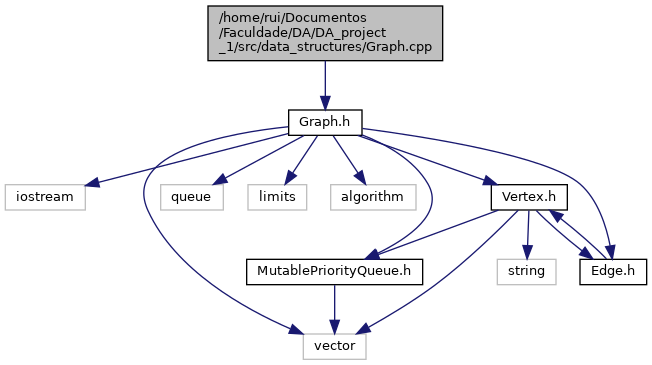 /home/rui/Documentos
/Faculdade/DA/DA_project
_1/src/data_structures/Graph.cpp
Graph.h
iostream
queue
limits
algorithm
Vertex.h
MutablePriorityQueue.h
string
Edge.h
vector